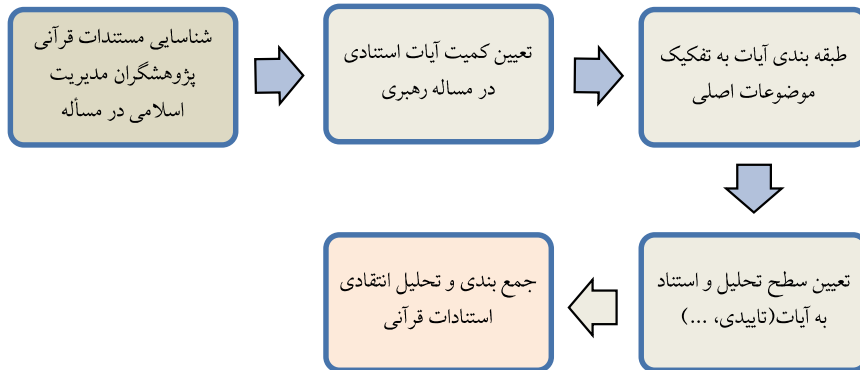 شناسایی مستندات قرآنی
پژوهشگران مدیریت
اسلامی در مسأله
تعیین کمیت آیات استنادی
در مساله رهبری
طبقه بندی آیات به تفکیک
موضوعات اصلی
تعیین سطح تحلیل و استناد
به آیات(تاییدی، ...)
جمع بندی و تحلیل انتقادی
استنادات قرآنی